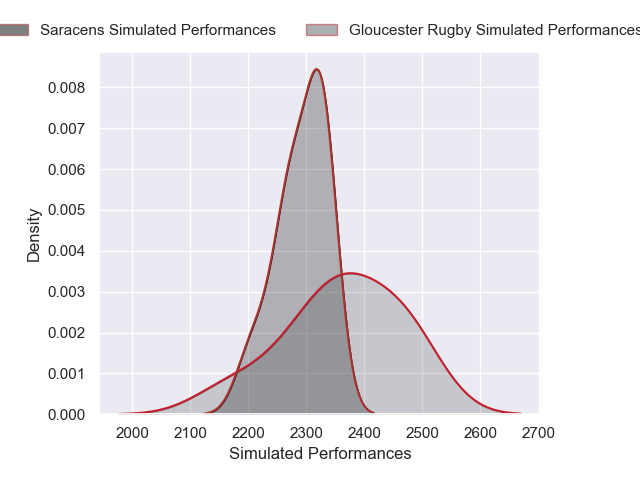 Saracens Simulated Performances Gloucester Rugby Simulated Performances
0.008
0.007
0.006
0.005
0.004
0.003
0.002
0.001
0.000
Density
2000 2100 2200 2300 2400 2500 2600 2700
Simulated Performances